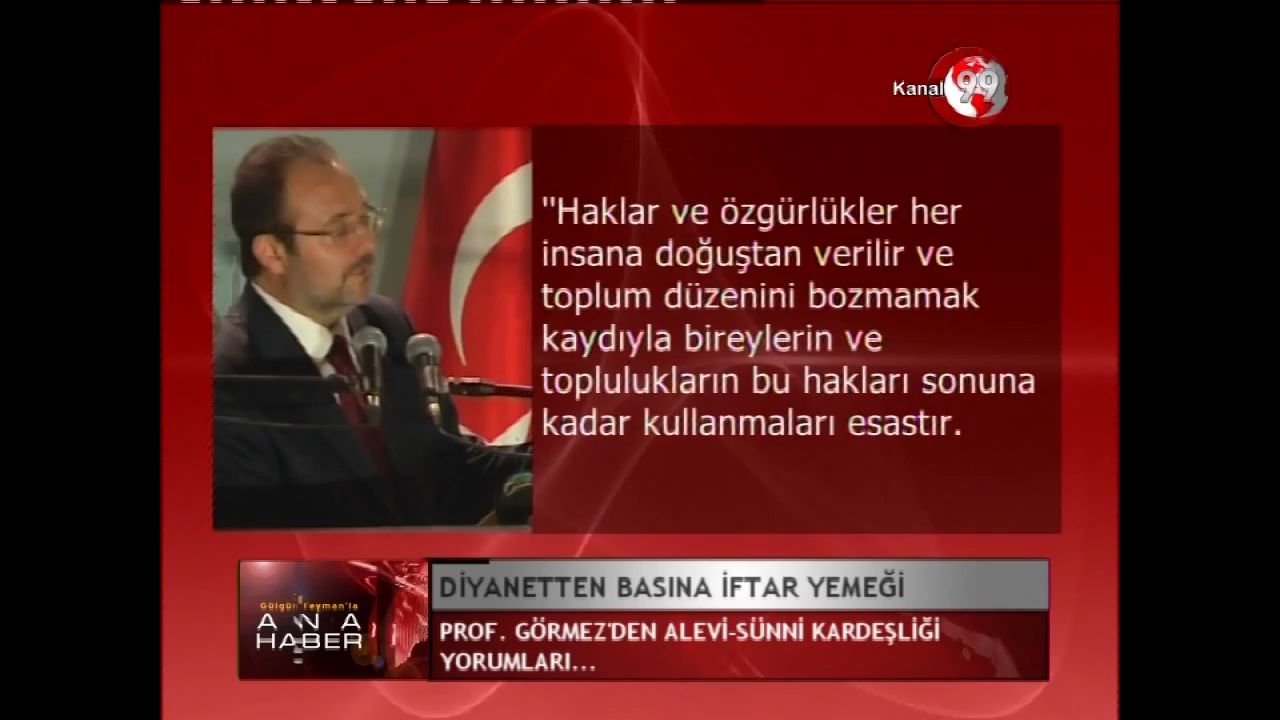 Kanal 99
"Haklar ve özgürlükler her
insana doğuştan verilir ve
toplum düzenini bozmamak
kaydıyla bireylerin ve
toplulukların bu hakları sonuna
kadar kullanmaları esastır.
DİYANETTEN BASINA İFTAR YEMEĞİ
Gülgün Feyman'la
ANA
HABER
PROF. GÖRMEZ'DEN ALEVİ-SÜNNİ KARDEŞLİĞİ
YORUMLARI...